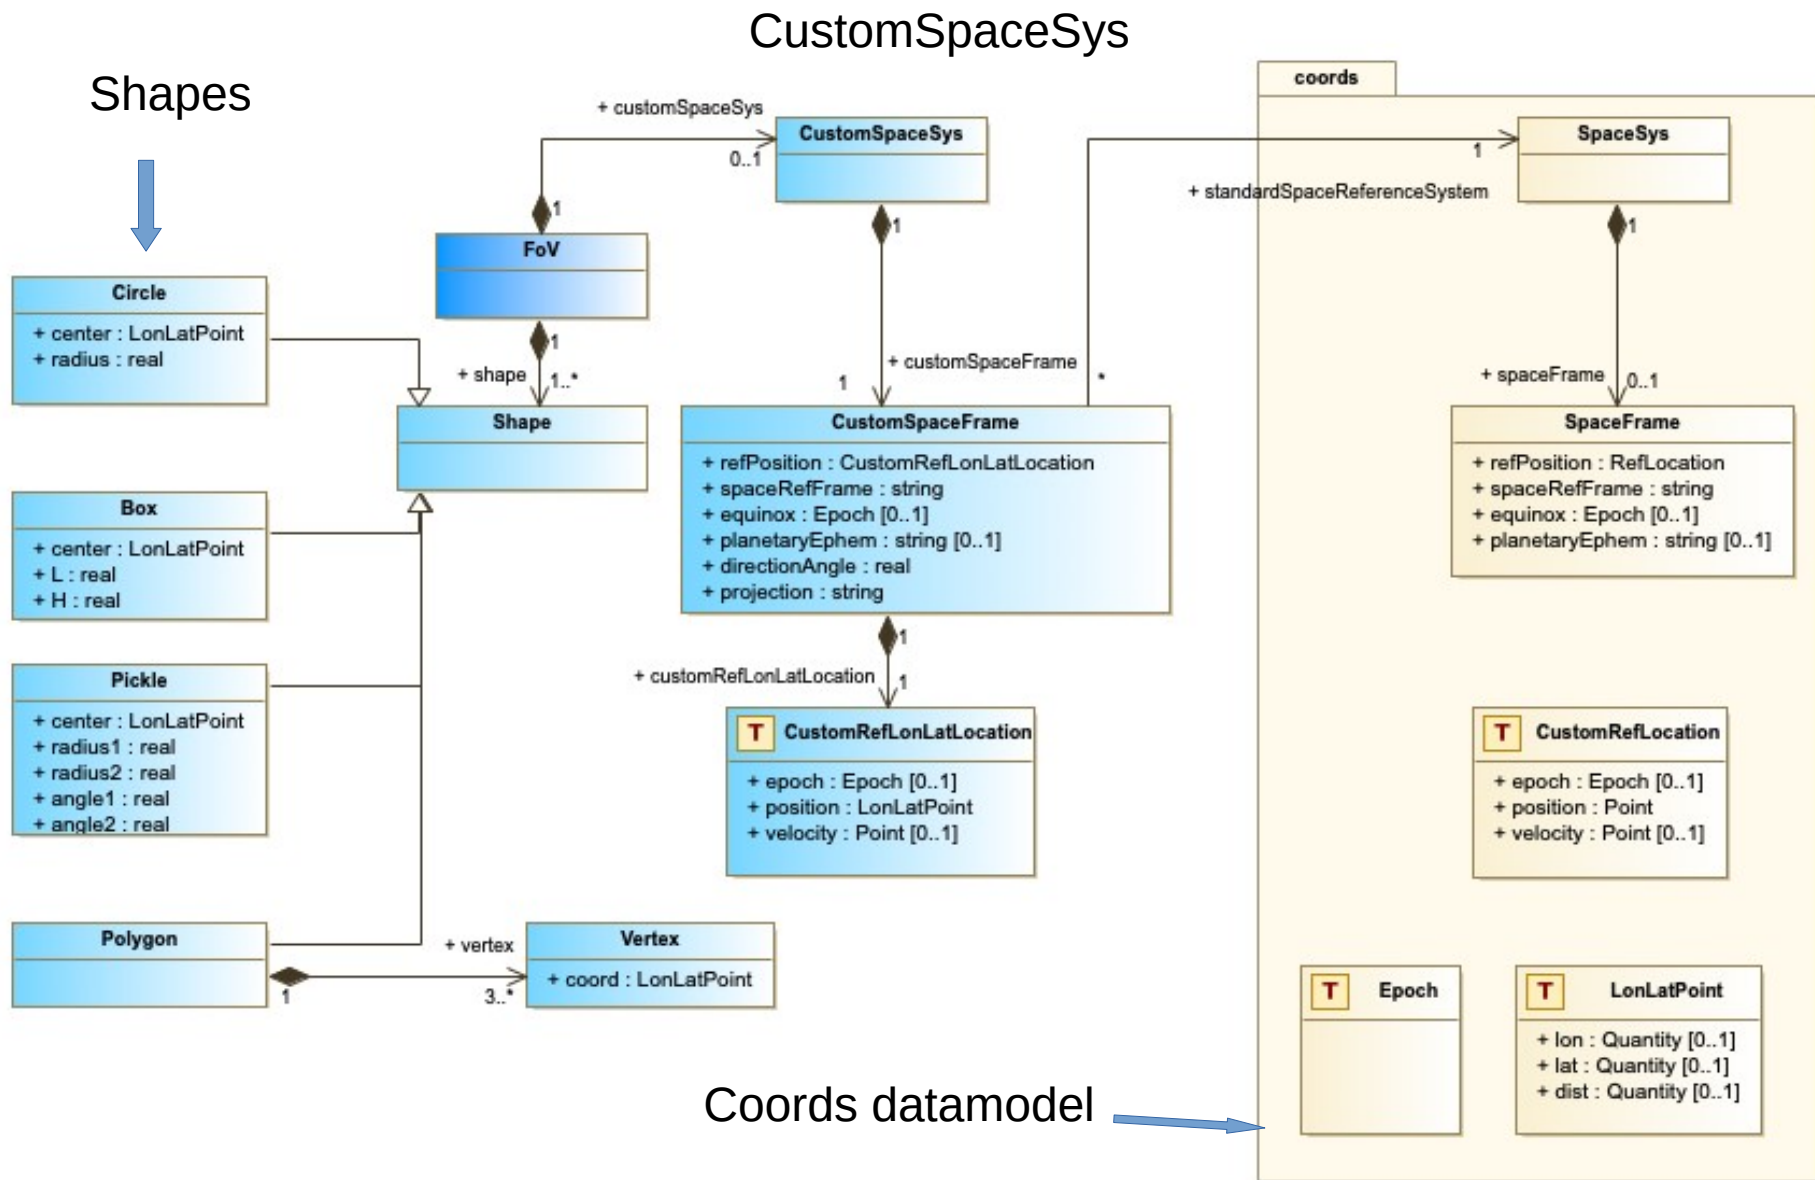 CustomSpaceSys
Shapes
coords
+ customSpaceSys
0..1
CustomSpaceSys
1
SpaceSys
1
+ standardSpaceReferenceSystem
1
1
1
FoV
1
+ shape
1..*
Circle
+ center : LonLatPoint
+ radius : real
Shape
+ customSpaceFrame
1
*
+ spaceFrame
0..1
CustomSpaceFrame
+ refPosition : CustomRefLonLatLocation
+ spaceRefFrame : string
+ equinox : Epoch [0..1]
+ planetaryEphem : string [0..1]
+ directionAngle : real
+ projection : string
SpaceFrame
+ refPosition : RefLocation
+ spaceRefFrame : string
+ equinox : Epoch [0..1]
+ planetaryEphem : string [0..1]
Box
+ center : LonLatPoint
+ L : real
+ H : real
1
+ customRefLonLatLocation
1
Pickle
+ center : LonLatPoint
+ radius1 : real
+ radius2 : real
+ angle1 : real
+ angle2 : real
T
CustomRefLonLatLocation
+ epoch : Epoch [0..1]
+ position : LonLatPoint
+ velocity : Point [0..1]
T
CustomRefLocation
+ epoch : Epoch [0..1]
+ position : Point
+ velocity : Point [0..1]
Polygon
1
+ vertex
3..*
Vertex
+ coord : LonLatPoint
T
Epoch
T
LonLatPoint
+ lon : Quantity [0..1]
+ lat : Quantity [0..1]
+ dist : Quantity [0..1]
Coords datamodel